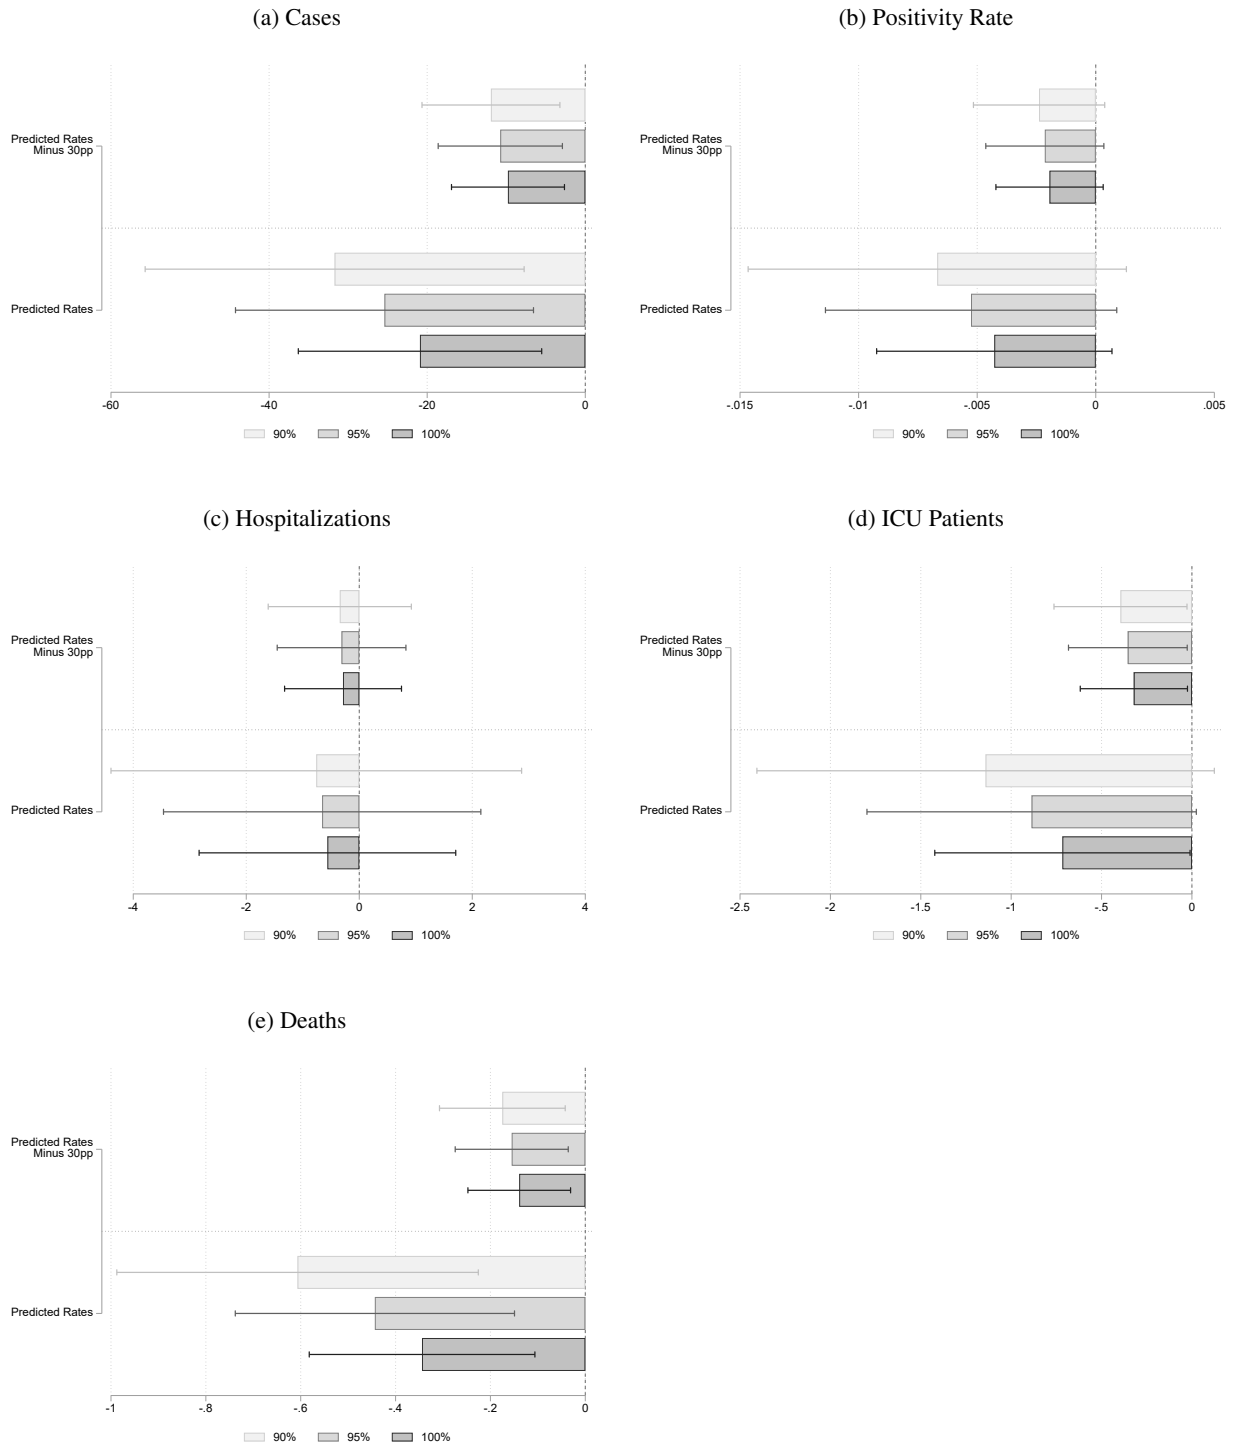 (a) Cases
Predicted Rates
Minus 30pp
Predicted Rates
-60 -40 -20 0
90% 95% 100%
(b) Positivity Rate
Predicted Rates
Minus 30pp
Predicted Rates
-.015 -.01 -.005 0 .005
90% 95% 100%
(c) Hospitalizations
Predicted Rates
Minus 30pp
Predicted Rates
-4 -2 0 2 4
90% 95% 100%
(d) ICU Patients
Predicted Rates
Minus 30pp
Predicted Rates
-2.5 -2 -1.5 -1 -.5 0
90% 95% 100%
(e) Deaths
Predicted Rates
Minus 30pp
Predicted Rates
-1 -.8 -.6 -.4 -.2 0
90% 95% 100%